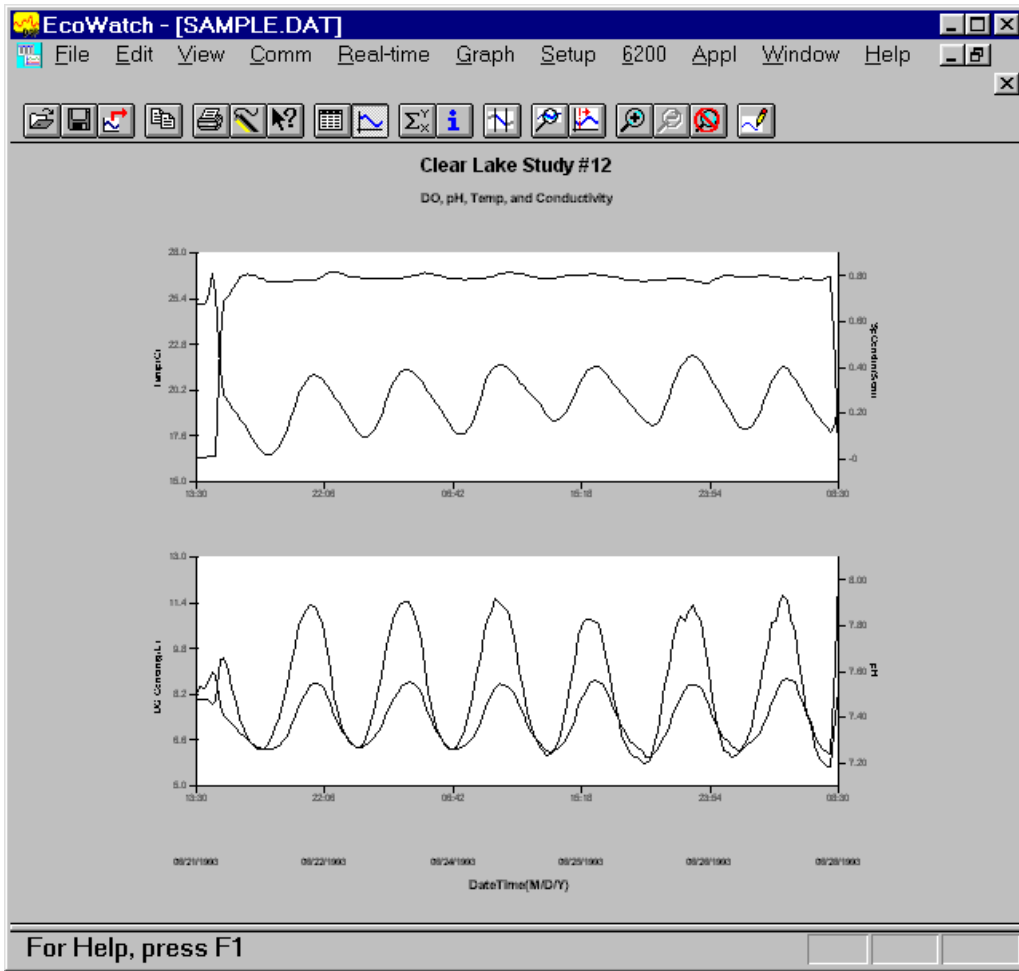 EcoWatch - [SAMPLE.DAT]
File Edit View Comm Real-time Graph Setup 6200 Appl Window Help
Clear Lake Study #12
DO, pH, Temp, and Conductivity
28.0
25.4
22.8
20.2
17.6
15.0
0.80
0.60
0.40
0.20
-0
13:30 22:06 06:42 15:18 23:54 08:30
13.0
11.4
9.8
8.2
6.6
5.0
8.00
7.80
7.60
7.40
7.20
pH
13:30 22:06 06:42 15:18 23:54 08:30
DateTime(M/D/Y)
For Help, press F1